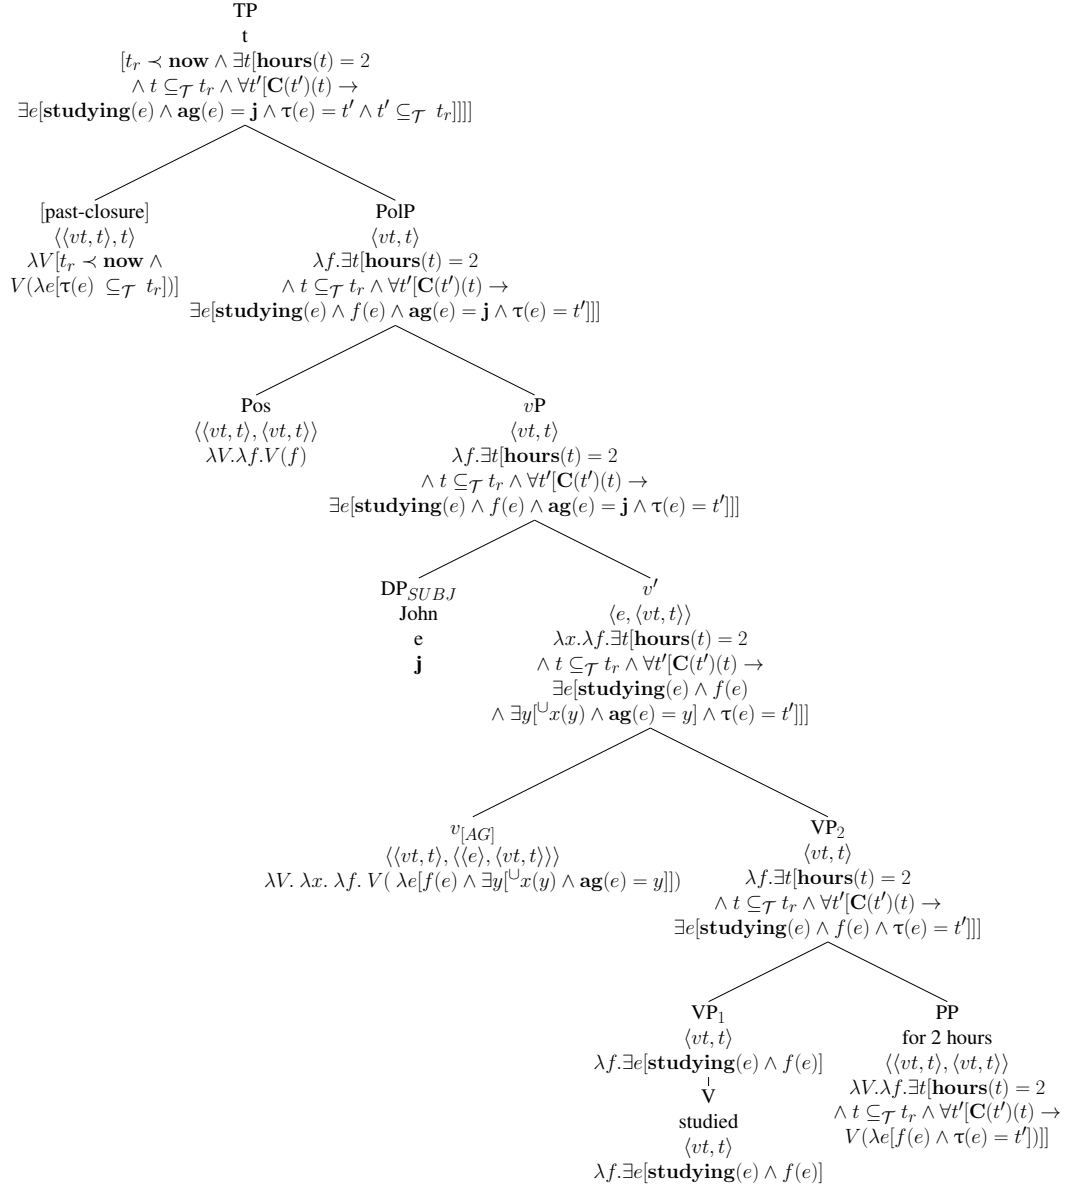 TP
t
[t_r ≺ now ∧ ∃t[hours(t) = 2
∧ t ⊆_𝒯 t_r ∧ ∀t′[C(t′)(t) →
∃e[studying(e) ∧ ag(e) = j ∧ τ(e) = t′ ∧ t′ ⊆_𝒯 t_r]]]]
[past-closure]
⟨⟨vt, t⟩, t⟩
λV[t_r ≺ now ∧
V(λe[τ(e) ⊆_𝒯 t_r])]
PolP
⟨vt, t⟩
λf.∃t[hours(t) = 2
∧ t ⊆_𝒯 t_r ∧ ∀t′[C(t′)(t) →
∃e[studying(e) ∧ f(e) ∧ ag(e) = j ∧ τ(e) = t′]]]
Pos
⟨⟨vt, t⟩, ⟨vt, t⟩⟩
λV.λf.V(f)
vP
⟨vt, t⟩
λf.∃t[hours(t) = 2
∧ t ⊆_𝒯 t_r ∧ ∀t′[C(t′)(t) →
∃e[studying(e) ∧ f(e) ∧ ag(e) = j ∧ τ(e) = t′]]]
DP_SUBJ
John
e
j
v′
⟨e, ⟨vt, t⟩⟩
λx.λf.∃t[hours(t) = 2
∧ t ⊆_𝒯 t_r ∧ ∀t′[C(t′)(t) →
∃e[studying(e) ∧ f(e)
∧ ∃y[∪x(y) ∧ ag(e) = y] ∧ τ(e) = t′]]]
v_[AG]
⟨⟨vt, t⟩, ⟨⟨e⟩, ⟨vt, t⟩⟩⟩
λV. λx. λf. V( λe[f(e) ∧ ∃y[∪x(y) ∧ ag(e) = y]])
VP₂
⟨vt, t⟩
λf.∃t[hours(t) = 2
∧ t ⊆_𝒯 t_r ∧ ∀t′[C(t′)(t) →
∃e[studying(e) ∧ f(e) ∧ τ(e) = t′]]]
VP₁
⟨vt, t⟩
λf.∃e[studying(e) ∧ f(e)]
V
studied
⟨vt, t⟩
λf.∃e[studying(e) ∧ f(e)]
PP
for 2 hours
⟨⟨vt, t⟩, ⟨vt, t⟩⟩
λV.λf.∃t[hours(t) = 2
∧ t ⊆_𝒯 t_r ∧ ∀t′[C(t′)(t) →
V(λe[f(e) ∧ τ(e) = t′])]]